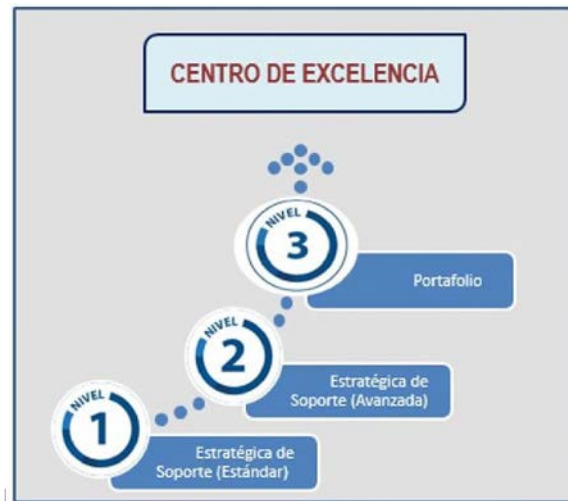 CENTRO DE EXCELENCIA
NIVEL
3
Portafolio
NIVEL
2
Estratégica de
Soporte (Avanzada)
NIVEL
1
Estratégica de
Soporte (Estándar)